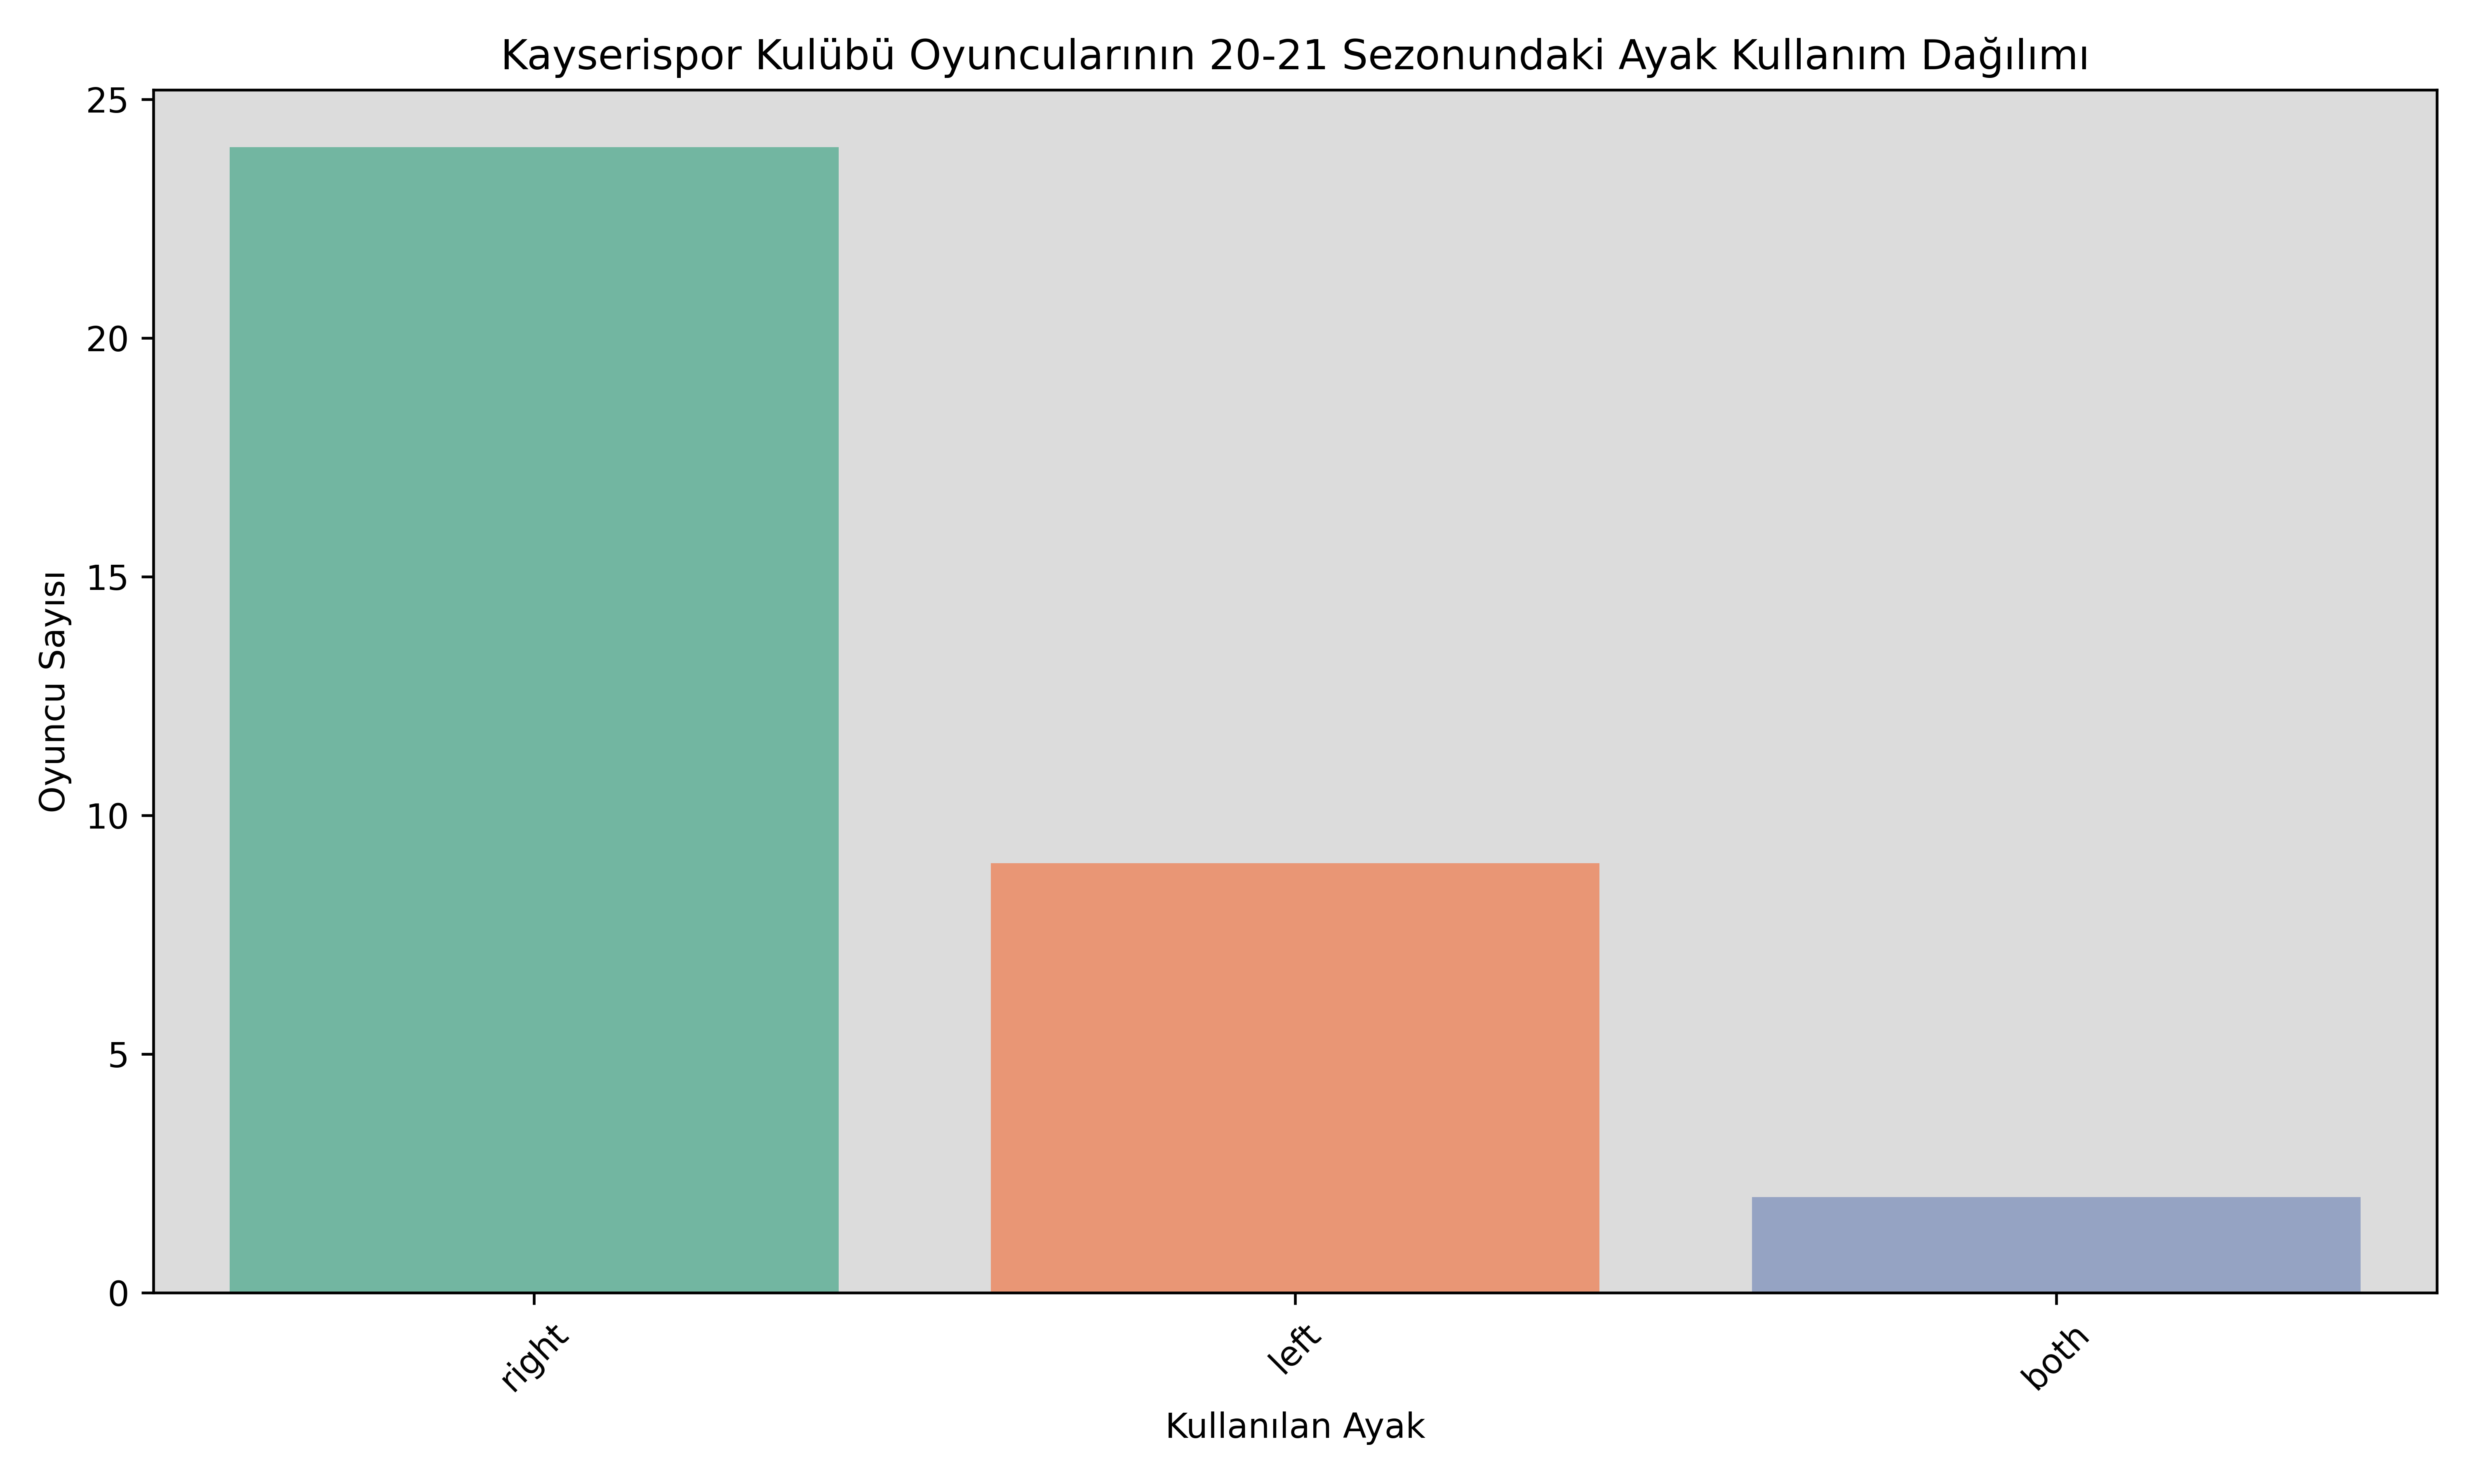 Kayserispor Kulübü Oyuncularının 20-21 Sezonundaki Ayak Kullanım Dağılımı
Oyuncu Sayısı
25
20
15
10
5
0
right
left
both
Kullanılan Ayak